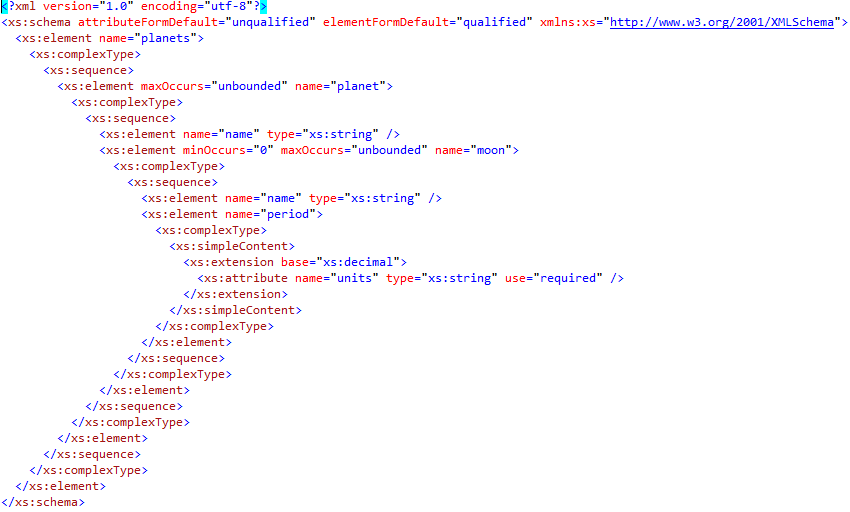 <?xml version="1.0" encoding="utf-8"?>
<xs:schema attributeFormDefault="unqualified" elementFormDefault="qualified" xmlns:xs="http://www.w3.org/2001/XMLSchema">
  <xs:element name="planets">
    <xs:complexType>
      <xs:sequence>
        <xs:element maxOccurs="unbounded" name="planet">
          <xs:complexType>
            <xs:sequence>
              <xs:element name="name" type="xs:string" />
              <xs:element minOccurs="0" maxOccurs="unbounded" name="moon">
                <xs:complexType>
                  <xs:sequence>
                    <xs:element name="name" type="xs:string" />
                    <xs:element name="period">
                      <xs:complexType>
                        <xs:simpleContent>
                          <xs:extension base="xs:decimal">
                            <xs:attribute name="units" type="xs:string" use="required" />
                          </xs:extension>
                        </xs:simpleContent>
                      </xs:complexType>
                    </xs:element>
                  </xs:sequence>
                </xs:complexType>
              </xs:element>
            </xs:sequence>
          </xs:complexType>
        </xs:element>
      </xs:sequence>
    </xs:complexType>
  </xs:element>
</xs:schema>